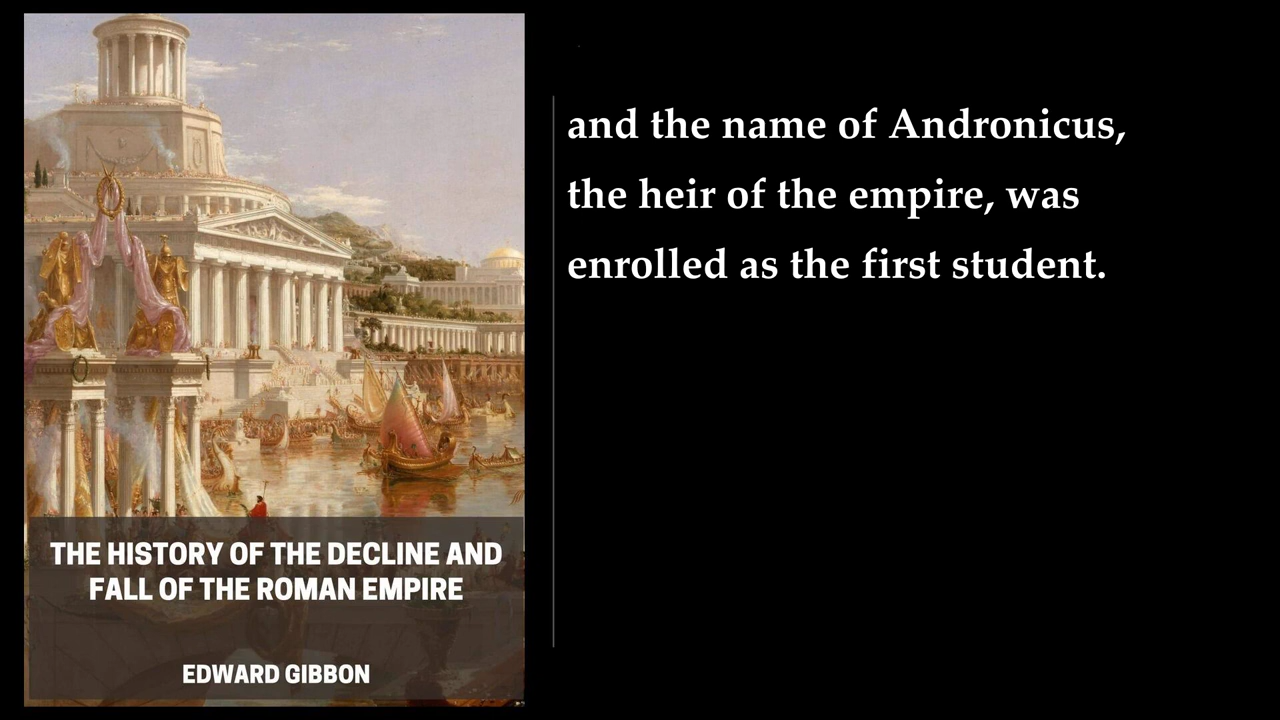 and the name of Andronicus,
the heir of the empire, was
enrolled as the first student.
THE HISTORY OF THE DECLINE AND
FALL OF THE ROMAN EMPIRE
EDWARD GIBBON